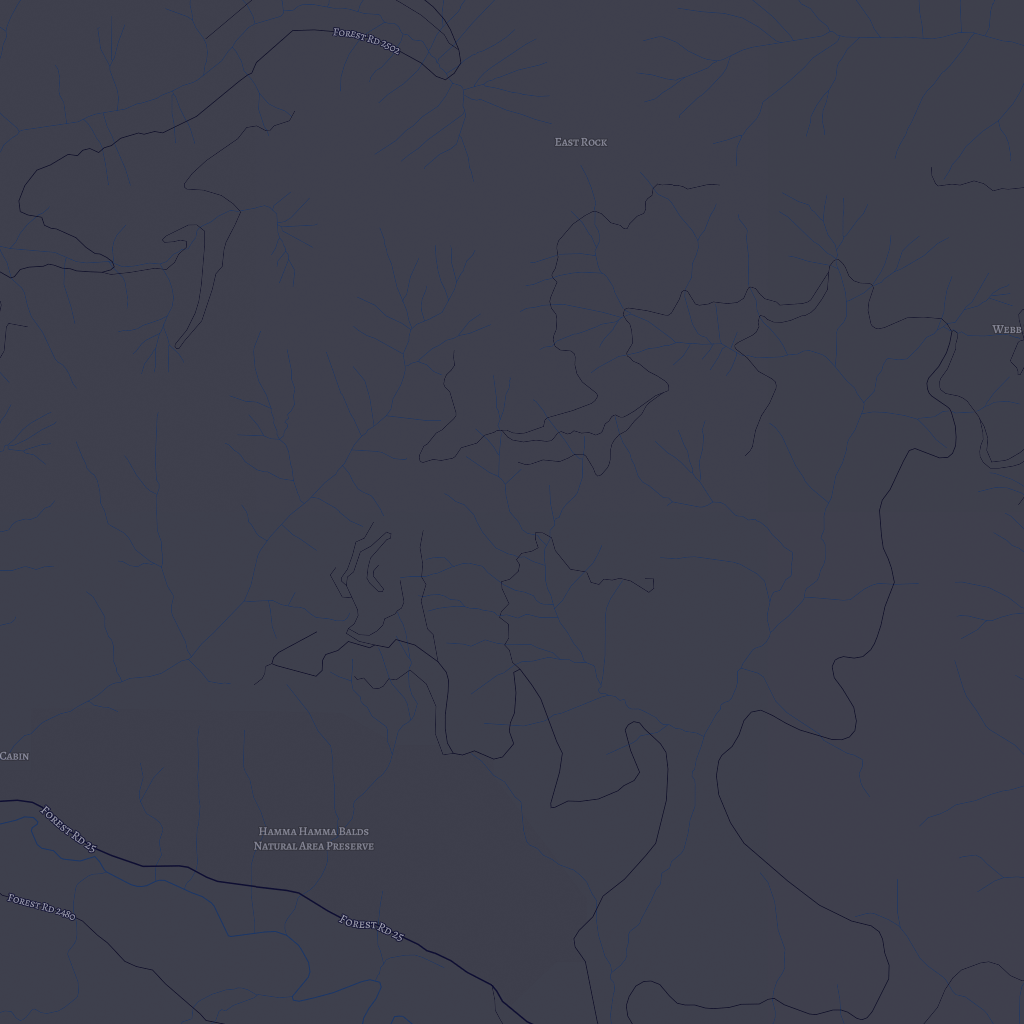 Forest Rd 2502
East Rock
Webb
Cabin
Forest Rd 25
Hamma Hamma Balds
Natural Area Preserve
Forest Rd 2480
Forest Rd 25